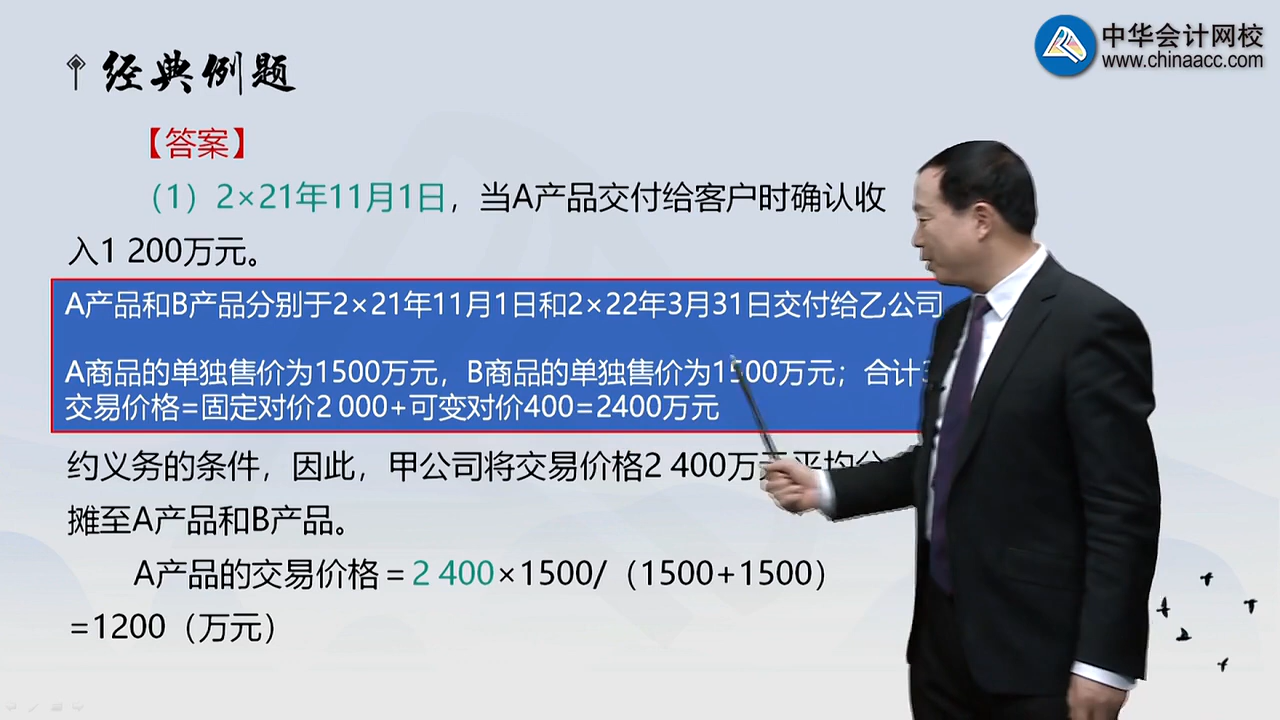 经典例题
中华会计网校
www.chinaacc.com
【答案】
（1）2×21年11月1日，当A产品交付给客户时确认收
入1 200万元。
A产品和B产品分别于2×21年11月1日和2×22年3月31日交付给乙公司
A商品的单独售价为1500万元，B商品的单独售价为1500万元；合计3
交易价格=固定对价2 000+可变对价400=2400万元
约义务的条件，因此，甲公司将交易价格2 400万元平均分
摊至A产品和B产品。
A产品的交易价格＝2 400×1500/（1500+1500）
=1200（万元）